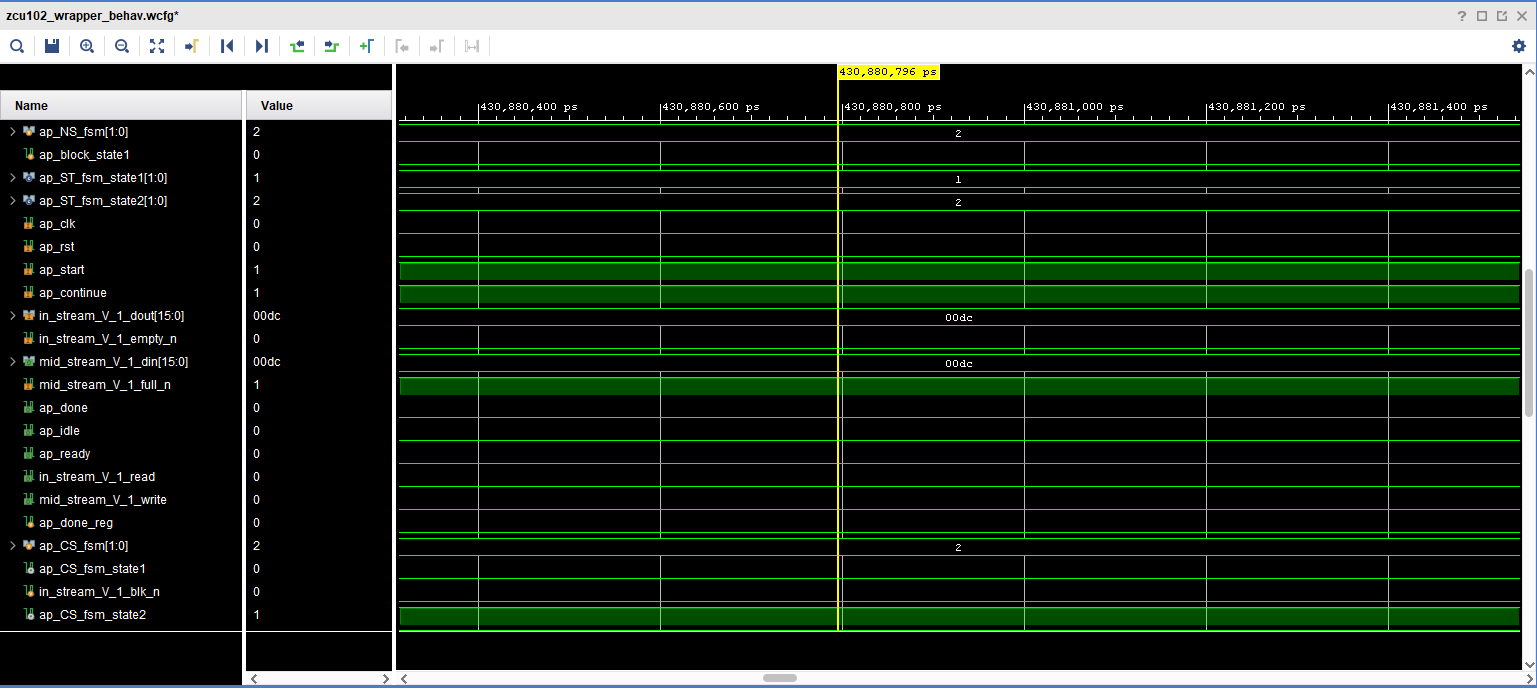 zcu102_wrapper_behav.wcfg*
430,880,796 ps
Name Value 430,880,400 ps 430,880,600 ps 430,880,800 ps 430,881,000 ps 430,881,200 ps 430,881,400 ps
ap_NS_fsm[1:0] 2 2
ap_block_state1 0
ap_ST_fsm_state1[1:0] 1 1
ap_ST_fsm_state2[1:0] 2 2
ap_clk 0
ap_rst 0
ap_start 1
ap_continue 1
in_stream_V_1_dout[15:0] 00dc 00dc
in_stream_V_1_empty_n 0
mid_stream_V_1_din[15:0] 00dc 00dc
mid_stream_V_1_full_n 1
ap_done 0
ap_idle 0
ap_ready 0
in_stream_V_1_read 0
mid_stream_V_1_write 0
ap_done_reg 0
ap_CS_fsm[1:0] 2 2
ap_CS_fsm_state1 0
in_stream_V_1_blk_n 0
ap_CS_fsm_state2 1